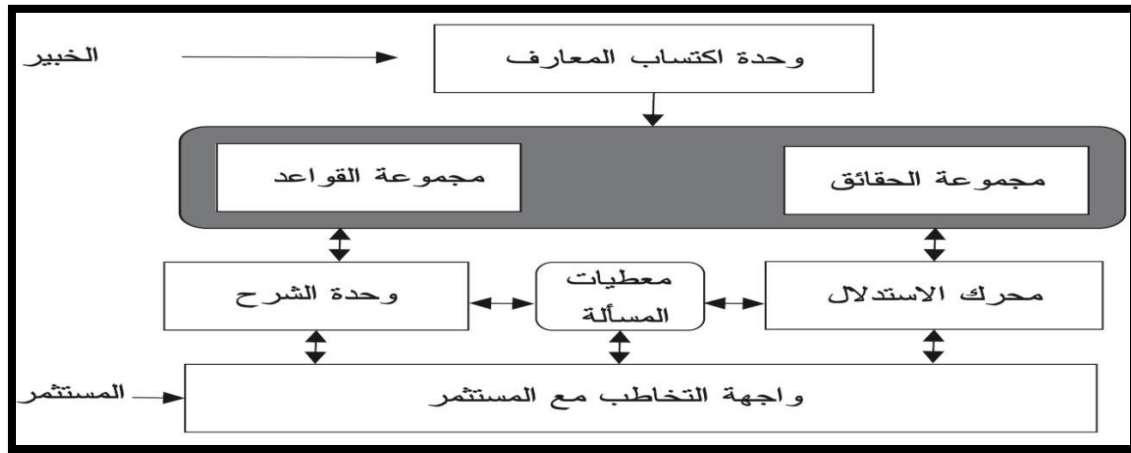 الخبير
وحدة اكتساب المعارف
مجموعة الحقائق
مجموعة القواعد
محرك الاستدلال
معطيات
المسألة
وحدة الشرح
المستثمر
واجهة التخاطب مع المستثمر